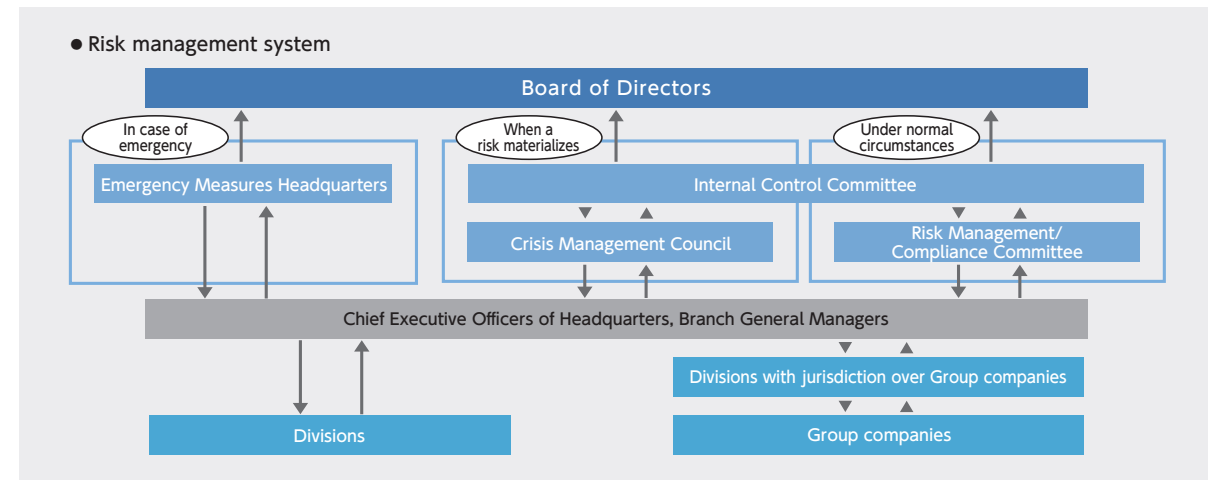 ● Risk management system
Board of Directors
In case of
emergency
When a
risk materializes
Under normal
circumstances
Emergency Measures Headquarters
Internal Control Committee
Crisis Management Council
Risk Management/
Compliance Committee
Chief Executive Officers of Headquarters, Branch General Managers
Divisions with jurisdiction over Group companies
Divisions
Group companies